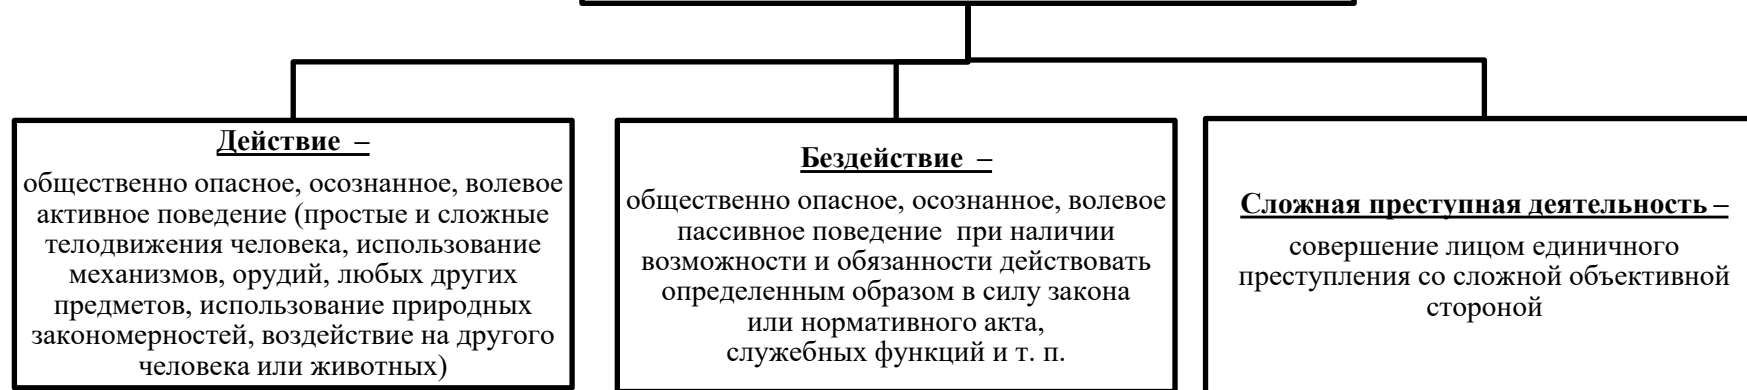 Действие –
общественно опасное, осознанное, волевое
активное поведение (простые и сложные
телодвижения человека, использование
механизмов, орудий, любых других
предметов, использование природных
закономерностей, воздействие на другого
человека или животных)
Бездействие –
общественно опасное, осознанное, волевое
пассивное поведение при наличии
возможности и обязанности действовать
определенным образом в силу закона
или нормативного акта,
служебных функций и т. п.
Сложная преступная деятельность –
совершение лицом единичного
преступления со сложной объективной
стороной